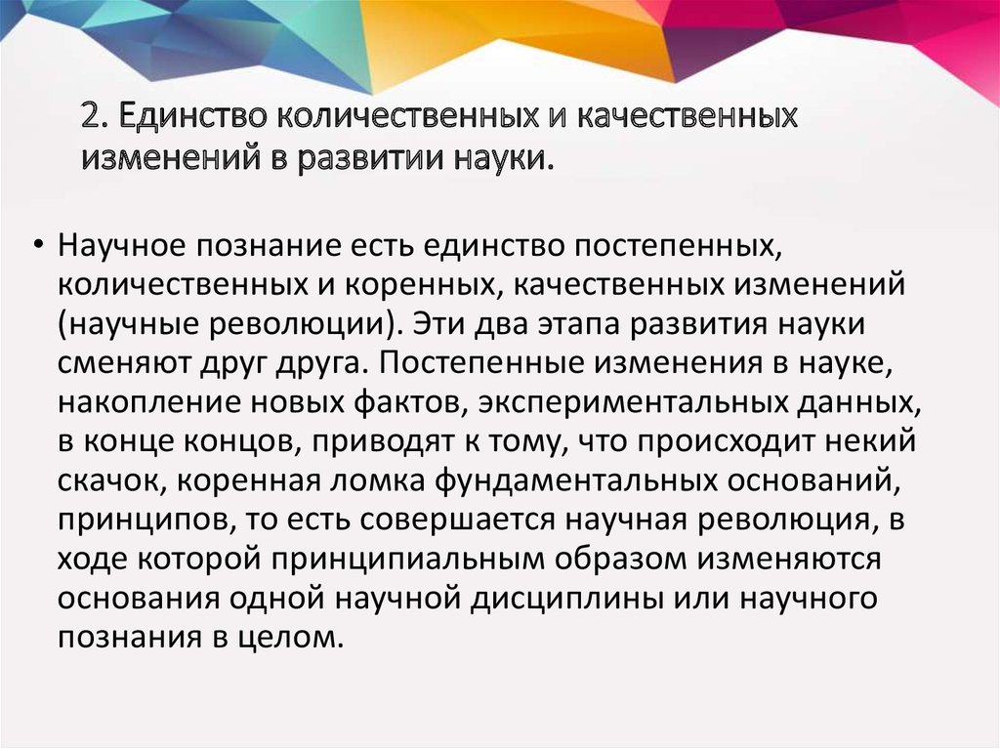 2. Единство количественных и качественных
изменений в развитии науки.
• Научное познание есть единство постепенных,
количественных и коренных, качественных изменений
(научные революции). Эти два этапа развития науки
сменяют друг друга. Постепенные изменения в науке,
накопление новых фактов, экспериментальных данных,
в конце концов, приводят к тому, что происходит некий
скачок, коренная ломка фундаментальных оснований,
принципов, то есть совершается научная революция, в
ходе которой принципиальным образом изменяются
основания одной научной дисциплины или научного
познания в целом.